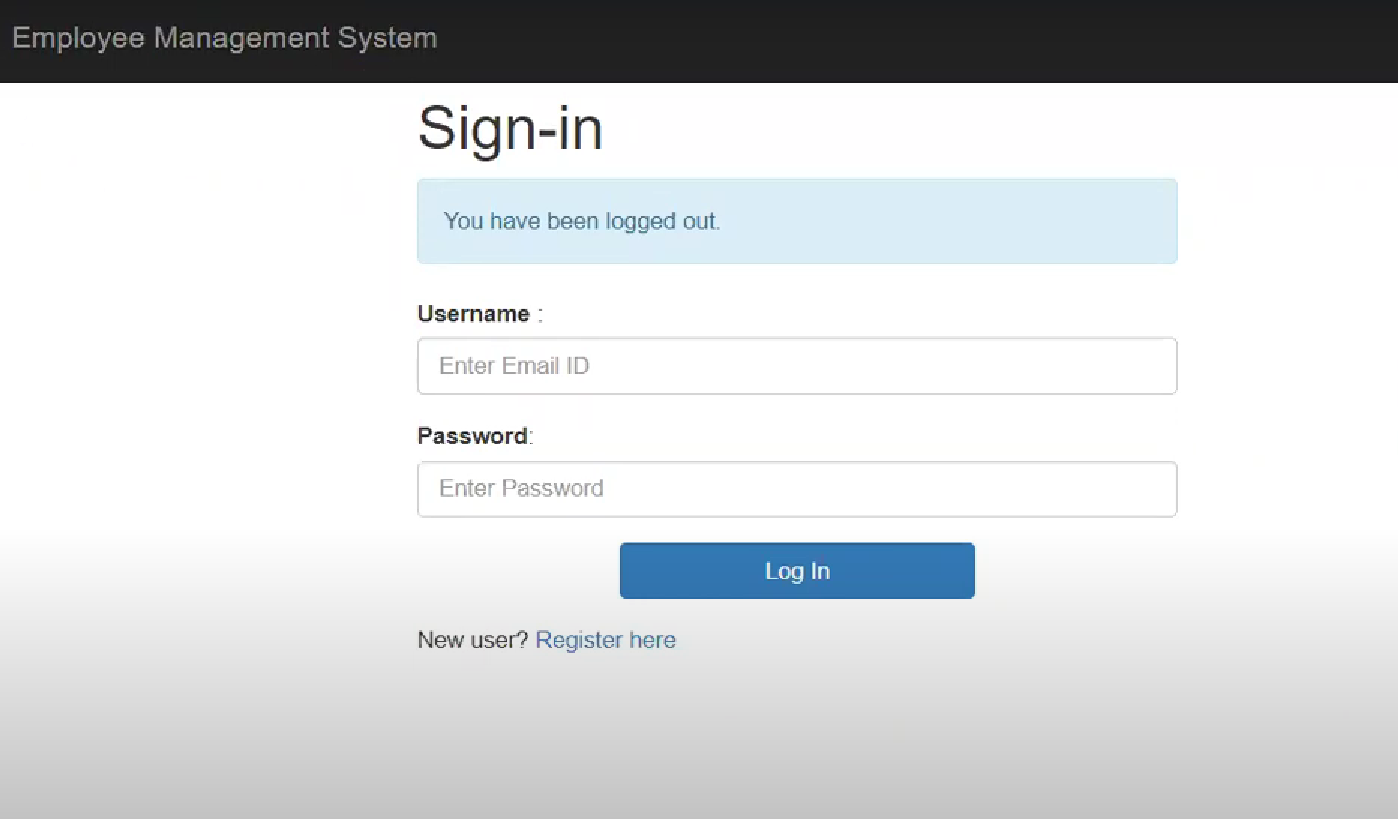 Employee Management System
Sign-in
You have been logged out.
Username :
Enter Email ID
Password:
Enter Password
Log In
New user? Register here